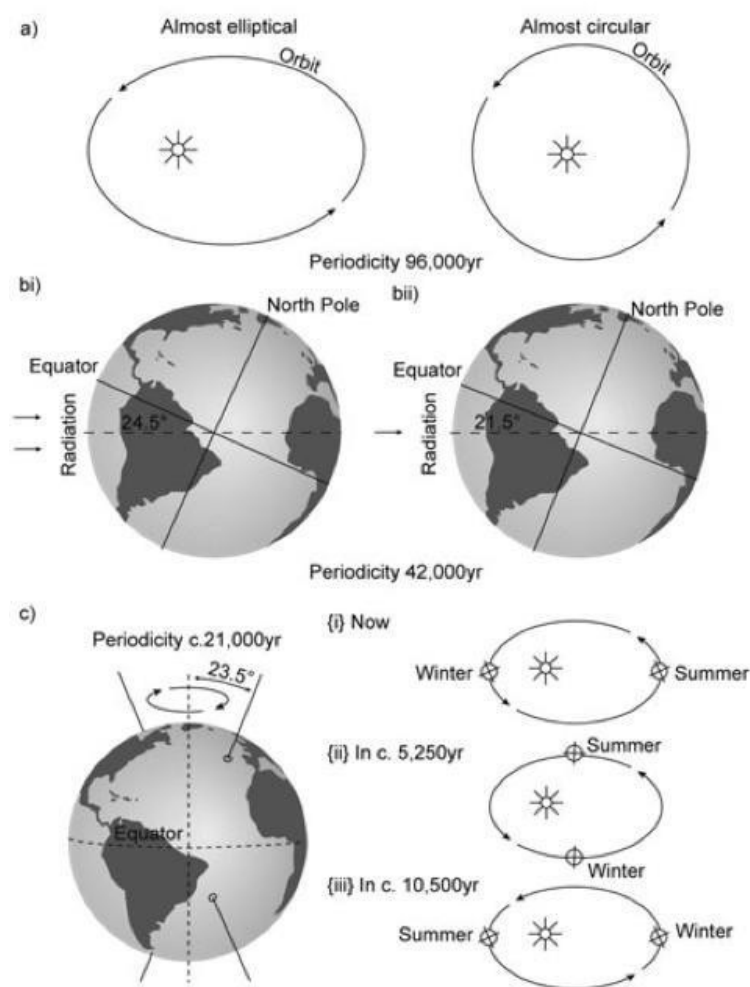 a)
Almost elliptical
Almost circular
Orbit
Orbit
Periodicity 96,000yr
bi)
North Pole
Equator
24.5°
Radiation
bii)
North Pole
Equator
21.5°
Radiation
Periodicity 42,000yr
c)
Periodicity c.21,000yr
23.5°
Equator
{i} Now
Winter
Summer
{ii} In c. 5,250yr
Summer
Winter
{iii} In c. 10,500yr
Summer
Winter